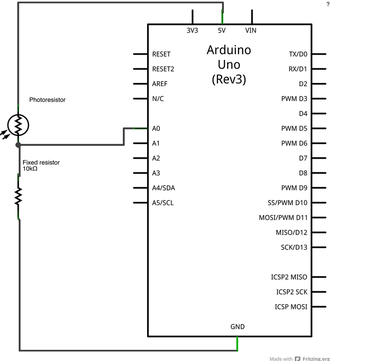 ?
3V3 5V VIN
Arduino
Uno
(Rev3)
RESET
RESET2
AREF
N/C
A0
A1
A2
A3
A4/SDA
A5/SCL
TX/D0
RX/D1
D2
PWM D3
D4
PWM D5
PWM D6
D7
D8
PWM D9
SS/PWM D10
MOSI/PWM D11
MISO/D12
SCK/D13
ICSP2 MISO
ICSP2 SCK
ICSP MOSI
GND
Photoresistor
Fixed resistor
10kΩ
Made with Fritzing.org